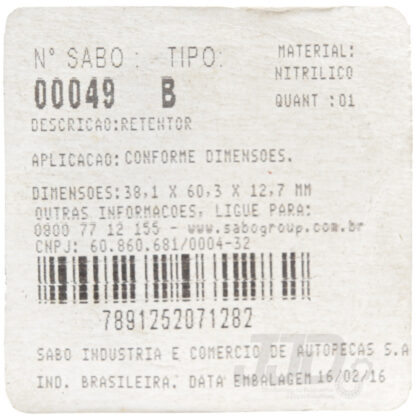 Nº SABO : TIPO:
MATERIAL:
NITRILICO
00049 B
QUANT :01
DESCRICAO:RETENTOR
APLICACAO:CONFORME DIMENSOES.
DIMENSOES:38,1 X 60,3 X 12,7 MM
OUTRAS INFORMACOES, LIGUE PARA:
0800 77 12 155 - www.sabogroup.com.br
CNPJ: 60.860.681/0004-32
7891252071282
SABO INDUSTRIA E COMERCIO DE AUTOPECAS S.A
IND. BRASILEIRA. DATA EMBALAGEM 16/02/16